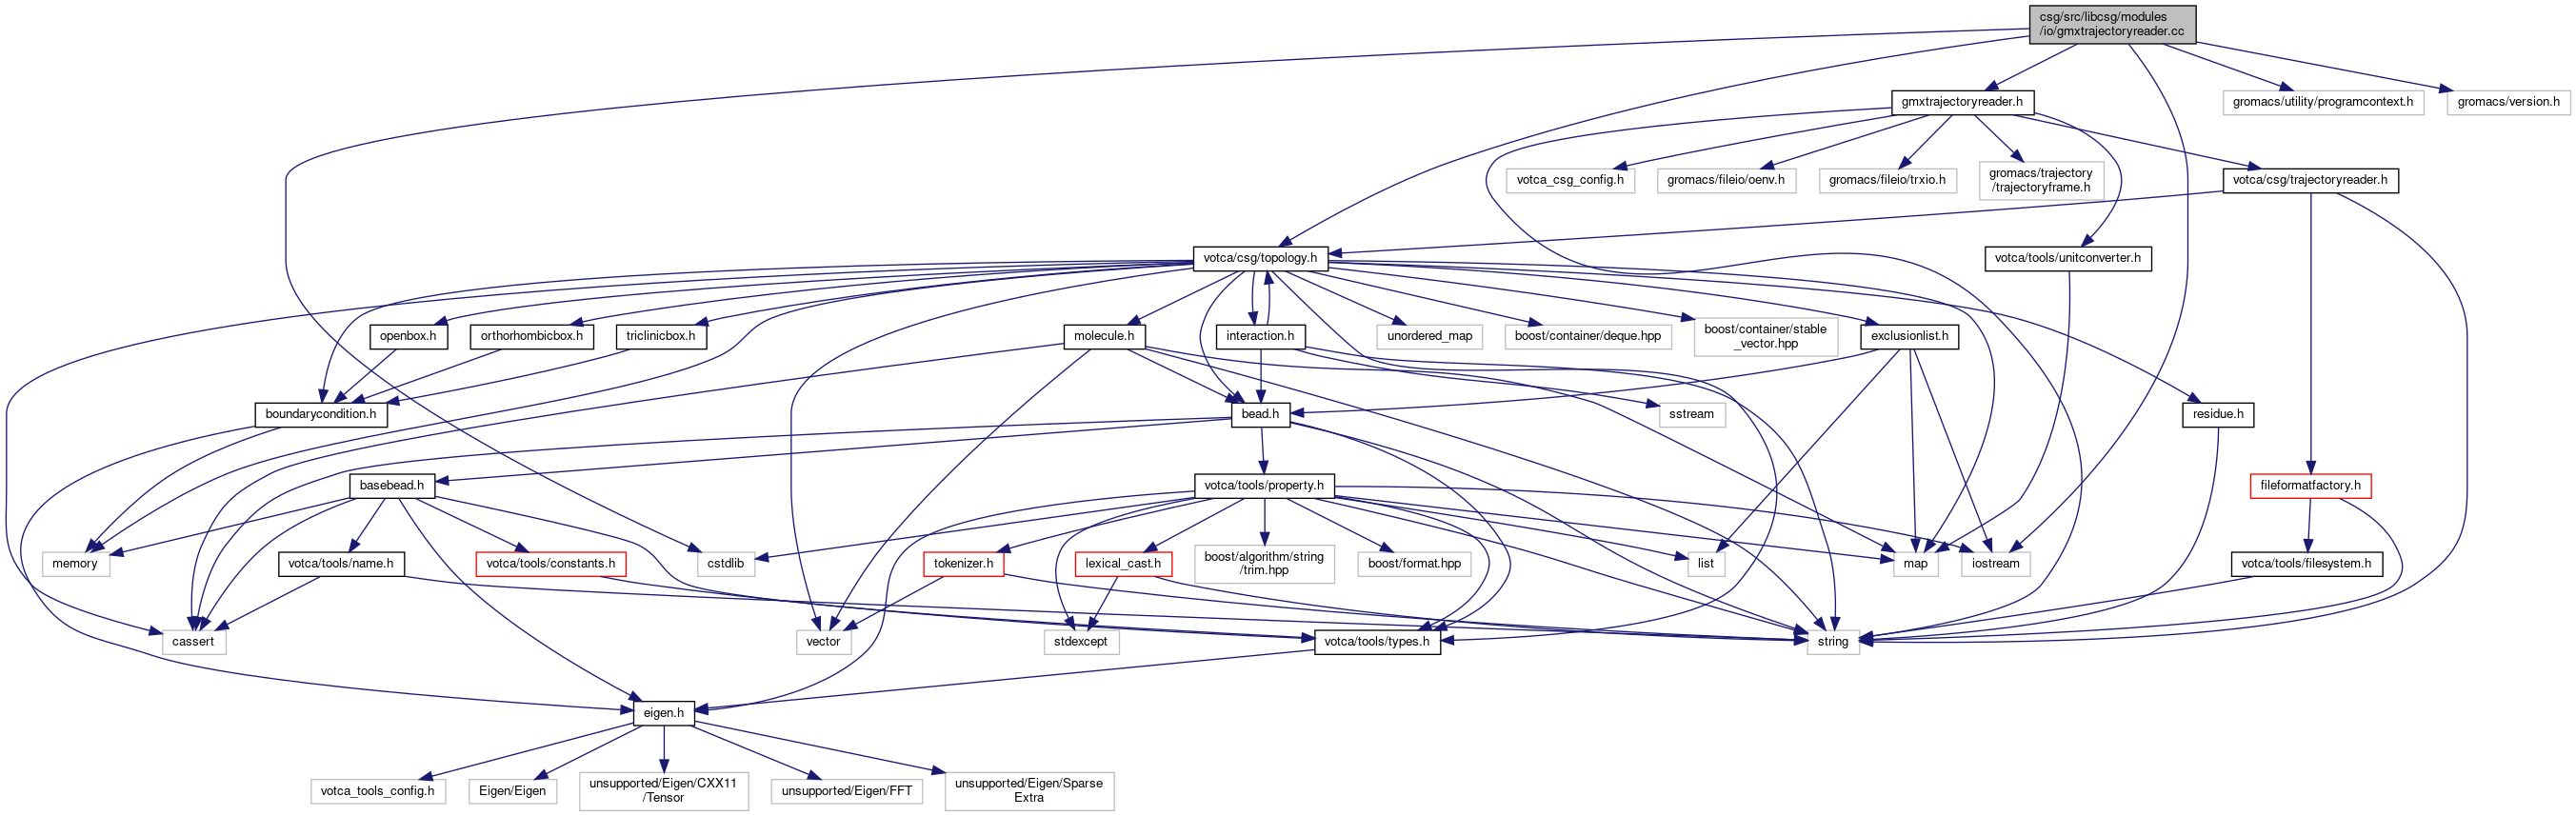 csg/src/libcsg/modules
/io/gmxtrajectoryreader.cc
gmxtrajectoryreader.h
gromacs/utility/programcontext.h
gromacs/version.h
votca_csg_config.h
gromacs/fileio/oenv.h
gromacs/fileio/trxio.h
gromacs/trajectory
/trajectoryframe.h
votca/csg/trajectoryreader.h
votca/csg/topology.h
votca/tools/unitconverter.h
openbox.h
orthorhombicbox.h
triclinicbox.h
molecule.h
interaction.h
unordered_map
boost/container/deque.hpp
boost/container/stable
_vector.hpp
exclusionlist.h
boundarycondition.h
bead.h
sstream
residue.h
basebead.h
votca/tools/property.h
fileformatfactory.h
memory
votca/tools/name.h
votca/tools/constants.h
cstdlib
tokenizer.h
lexical_cast.h
boost/algorithm/string
/trim.hpp
boost/format.hpp
list
map
iostream
votca/tools/filesystem.h
cassert
vector
stdexcept
votca/tools/types.h
string
eigen.h
votca_tools_config.h
Eigen/Eigen
unsupported/Eigen/CXX11
/Tensor
unsupported/Eigen/FFT
unsupported/Eigen/Sparse
Extra